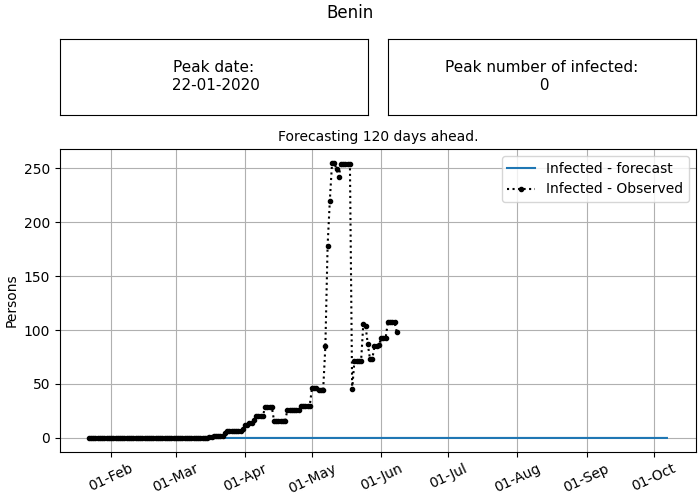 Benin
Peak date:
22-01-2020
Peak number of infected:
0
Forecasting 120 days ahead.
Infected - forecast
Infected - Observed
Persons
250
200
150
100
50
0
01-Feb
01-Mar
01-Apr
01-May
01-Jun
01-Jul
01-Aug
01-Sep
01-Oct